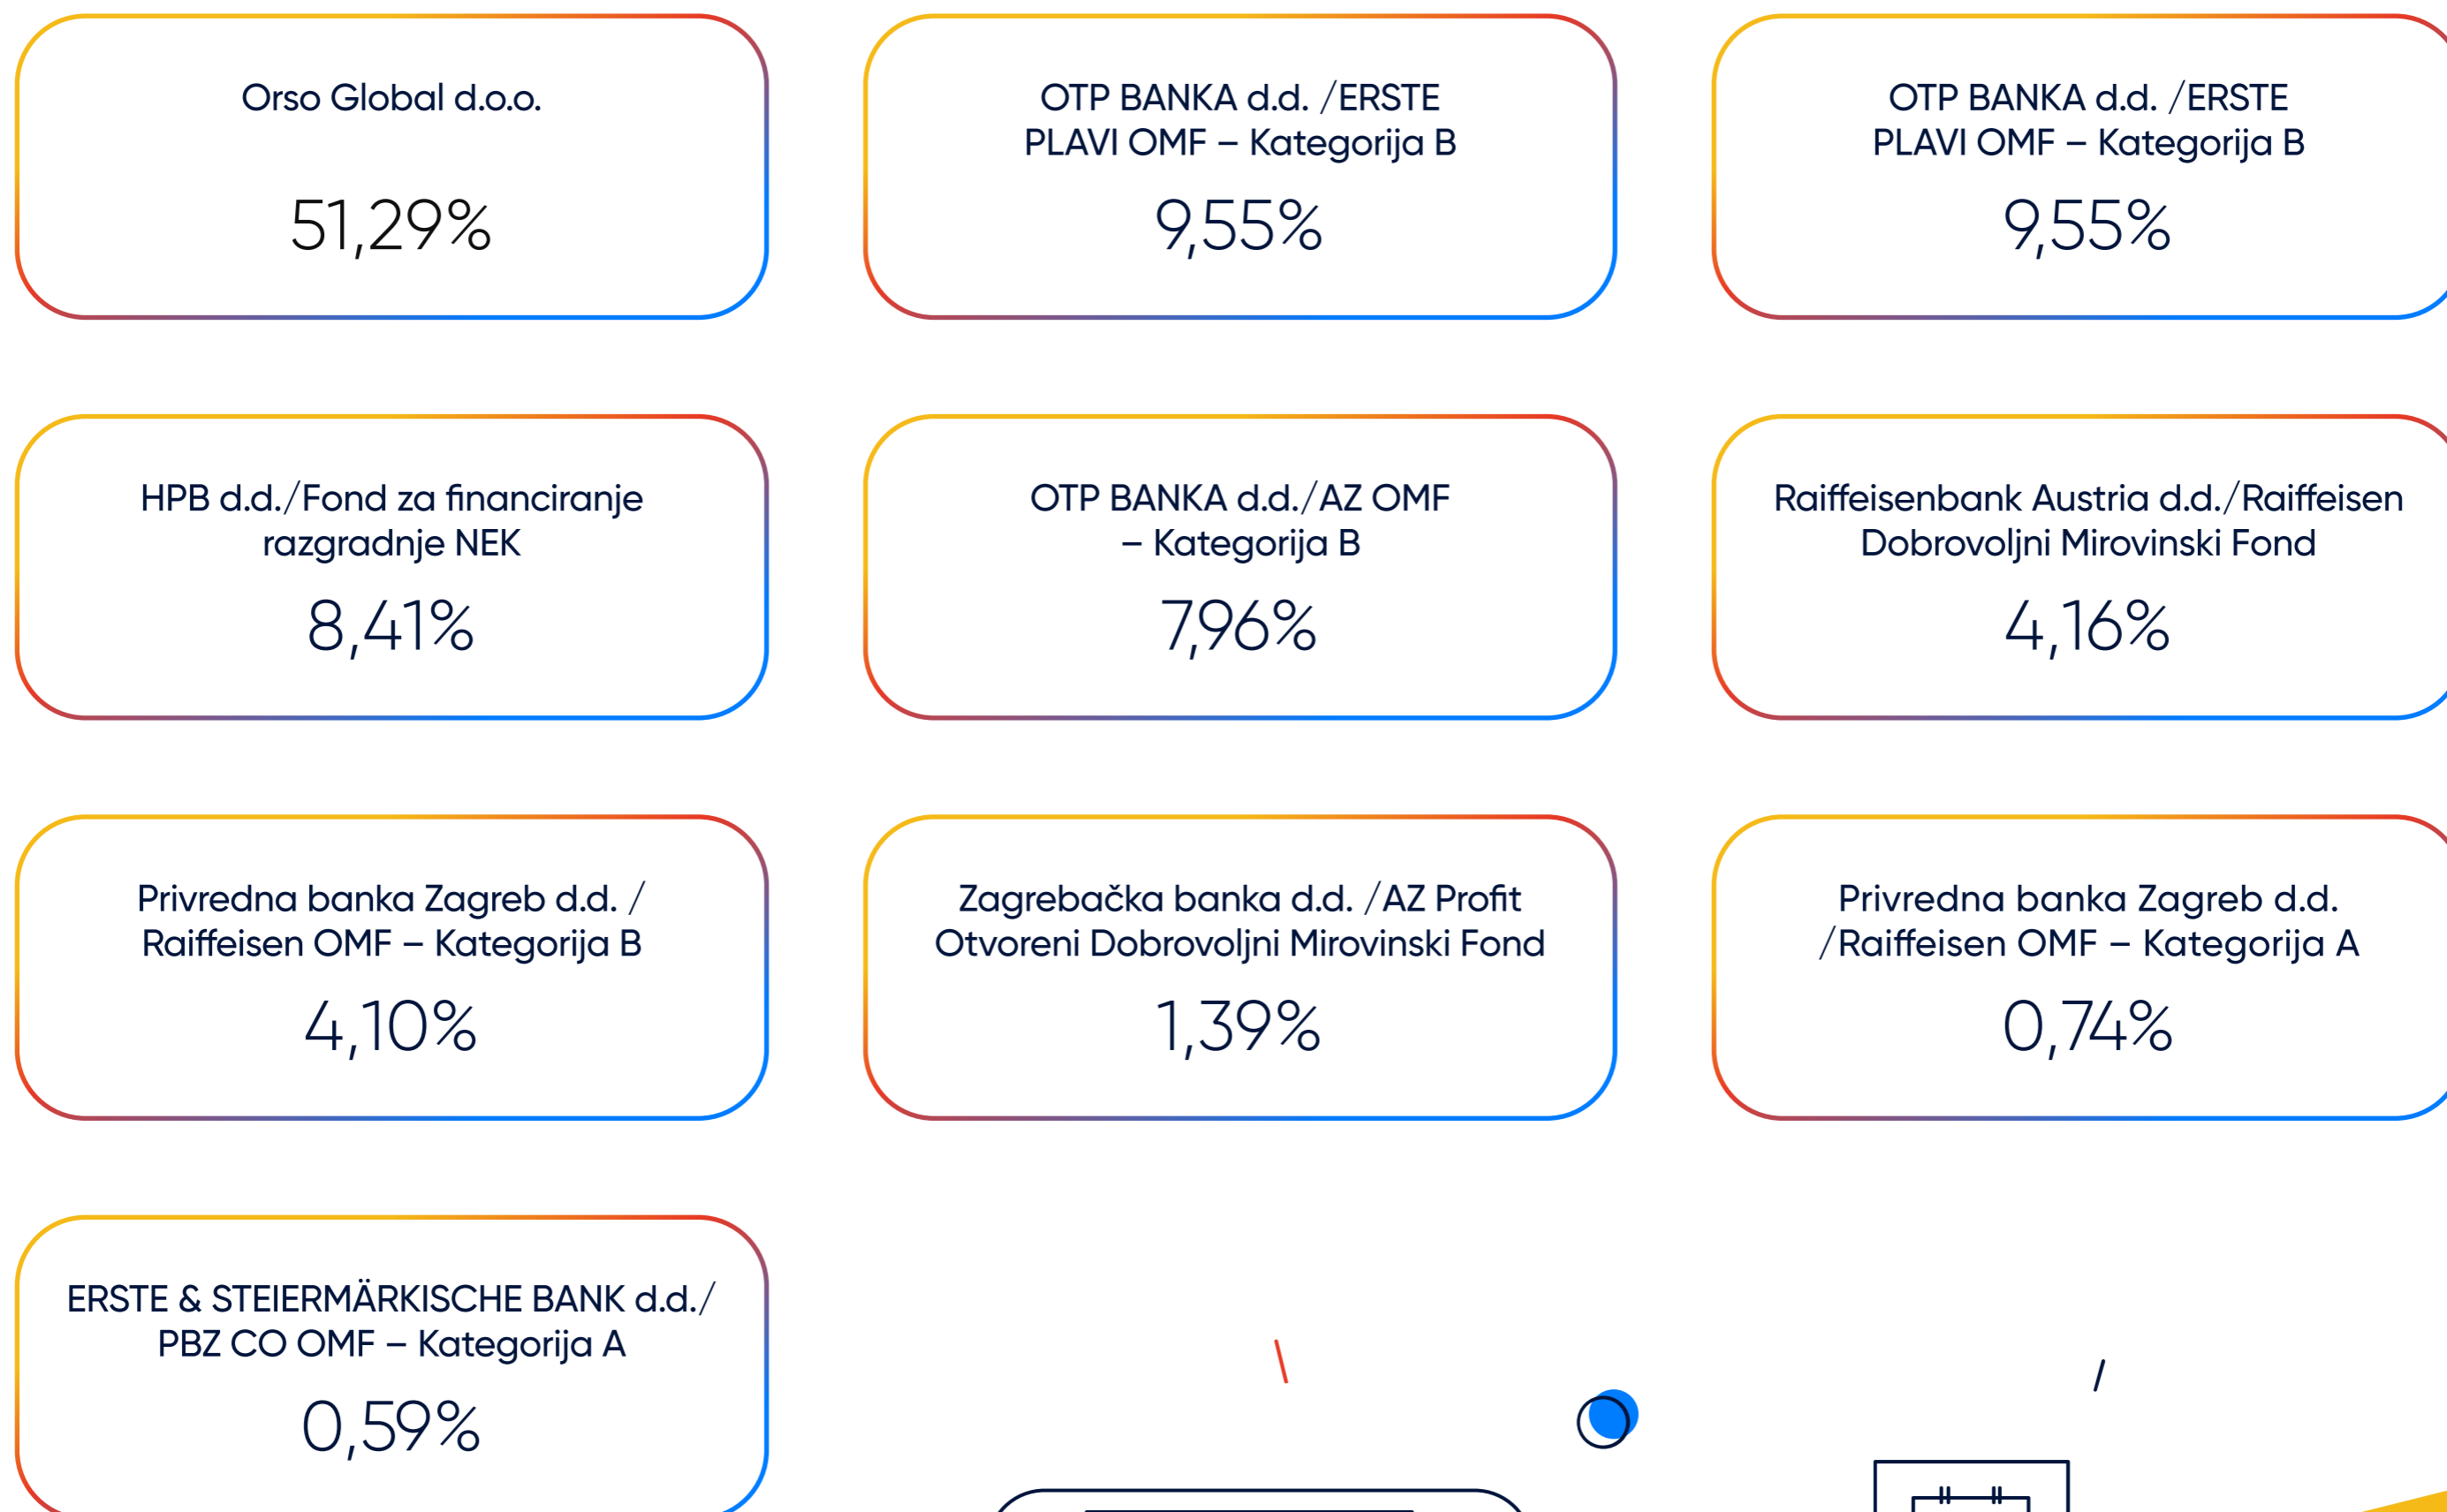 Orso Global d.o.o.
51,29%
OTP BANKA d.d. /ERSTE
PLAVI OMF – Kategorija B
9,55%
OTP BANKA d.d. /ERSTE
PLAVI OMF – Kategorija B
9,55%
HPB d.d./Fond za financiranje
razgradnje NEK
8,41%
OTP BANKA d.d./AZ OMF
– Kategorija B
7,96%
Raiffeisenbank Austria d.d./Raiffeisen
Dobrovoljni Mirovinski Fond
4,16%
Privredna banka Zagreb d.d. /
Raiffeisen OMF – Kategorija B
4,10%
Zagrebačka banka d.d. /AZ Profit
Otvoreni Dobrovoljni Mirovinski Fond
1,39%
Privredna banka Zagreb d.d.
/Raiffeisen OMF – Kategorija A
0,74%
ERSTE & STEIERMÄRKISCHE BANK d.d./
PBZ CO OMF – Kategorija A
0,59%